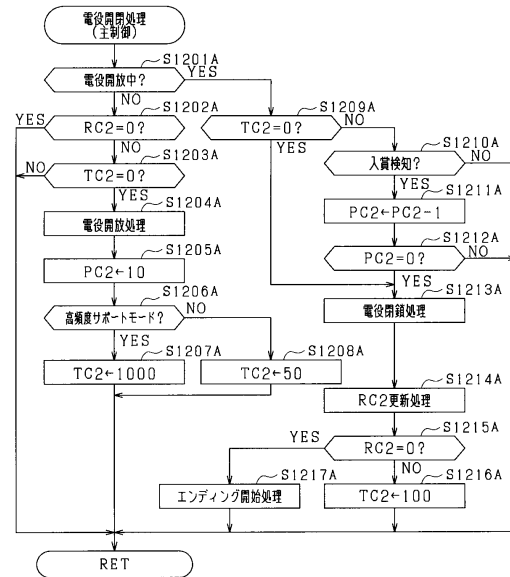 電役開閉処理
(主制御)
S1201A
電役開放中?
YES
NO
S1202A
YES
RC2=0?
NO
S1203A
NO
TC2=0?
YES
S1204A
電役開放処理
S1205A
PC2←10
S1206A
高頻度サポートモード?
NO
YES
S1207A
TC2←1000
S1208A
TC2←50
S1209A
TC2=0?
NO
YES
S1210A
入賞検知?
NO
YES
S1211A
PC2←PC2-1
S1212A
PC2=0?
NO
YES
S1213A
電役閉鎖処理
S1214A
RC2更新処理
S1215A
YES
RC2=0?
NO
S1217A
エンディング開始処理
S1216A
TC2←100
RET